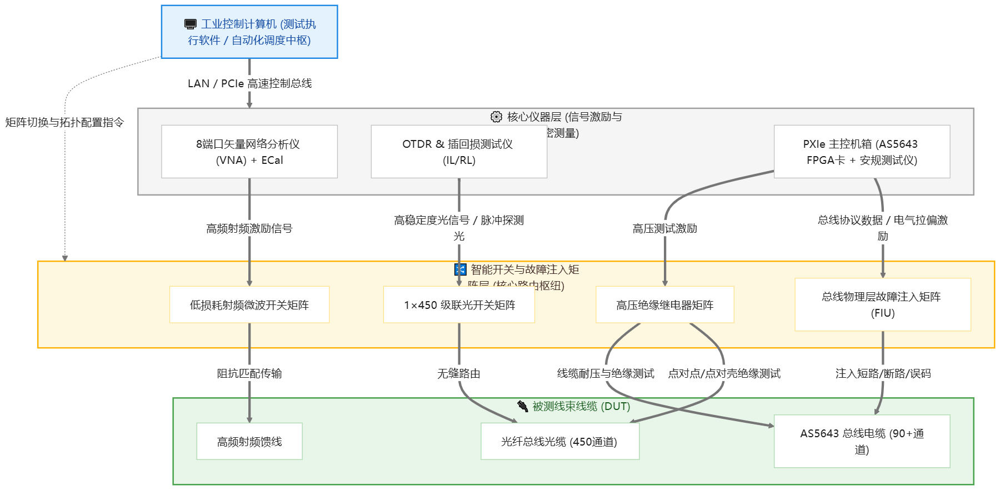 工业控制计算机 (测试执
行软件 / 自动化调度中枢)
LAN / PCIe 高速控制总线
矩阵切换与拓扑配置指令
核心仪器层 (信号激励与
密测量)
8端口矢量网络分析仪
(VNA) + ECal
OTDR & 插回损测试仪
(IL/RL)
PXIe 主控机箱 (AS5643
FPGA卡 + 安规测试仪)
高频射频激励信号
高稳定度光信号 / 脉冲探测
光
高压测试激励
总线协议数据 / 电气拉偏激
励
智能开关与故障注入矩
阵层 (核心路由枢纽)
低损耗射频微波开关矩阵
1×450 级联光开关矩阵
高压绝缘继电器矩阵
总线物理层故障注入矩阵
(FIU)
阻抗匹配传输
无缝路由
线缆耐压与绝缘测试
点对点/点对壳绝缘测试
注入短路/断路/误码
被测线束线缆 (DUT)
高频射频馈线
光纤总线光缆 (450通道)
AS5643 总线电缆 (90+通
道)